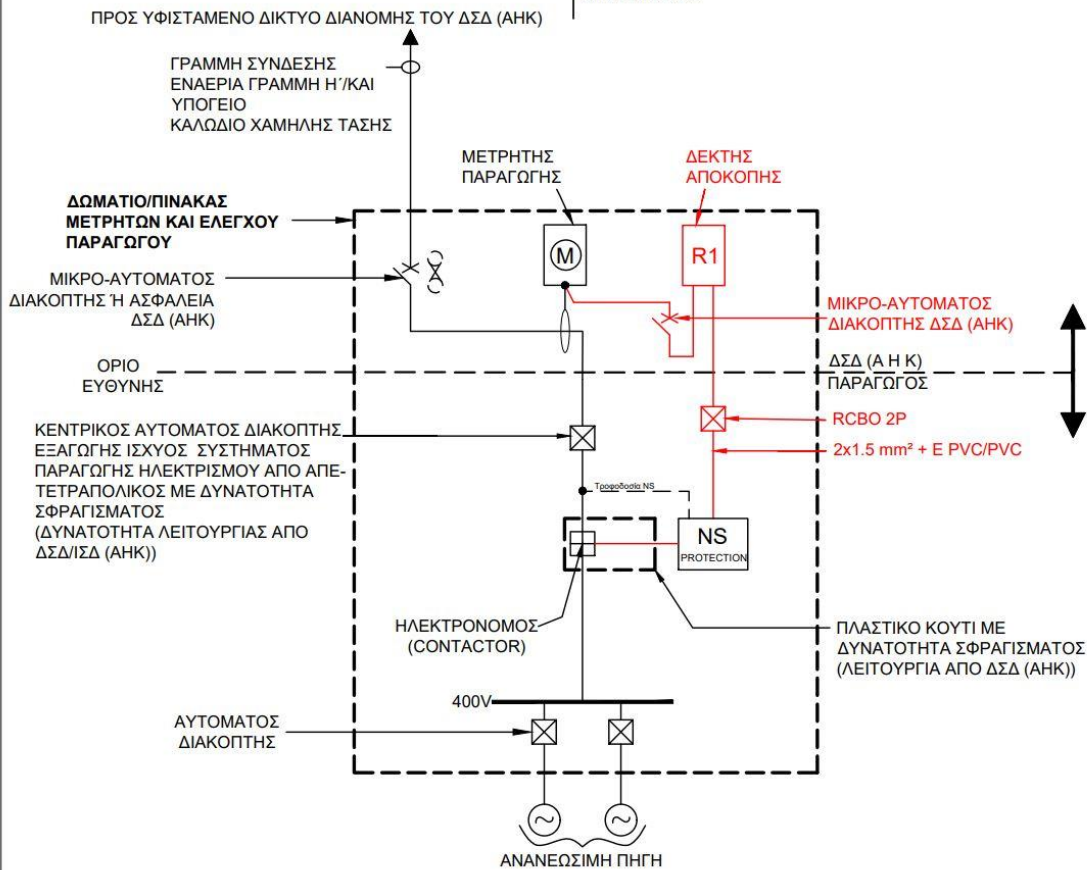 ΠΡΟΣ ΥΦΙΣΤΑΜΕΝΟ ΔΙΚΤΥΟ ΔΙΑΝΟΜΗΣ ΤΟΥ ΔΣΔ (ΑΗΚ)
ΓΡΑΜΜΗ ΣΥΝΔΕΣΗΣ
ΕΝΑΕΡΙΑ ΓΡΑΜΜΗ Η΄/ΚΑΙ
ΥΠΟΓΕΙΟ
ΚΑΛΩΔΙΟ ΧΑΜΗΛΗΣ ΤΑΣΗΣ
ΜΕΤΡΗΤΗΣ
ΠΑΡΑΓΩΓΗΣ
ΔΕΚΤΗΣ
ΑΠΟΚΟΠΗΣ
ΔΩΜΑΤΙΟ/ΠΙΝΑΚΑΣ
ΜΕΤΡΗΤΩΝ ΚΑΙ ΕΛΕΓΧΟΥ
ΠΑΡΑΓΩΓΟΥ
M
R1
ΜΙΚΡΟ-ΑΥΤΟΜΑΤΟΣ
ΔΙΑΚΟΠΤΗΣ Ή ΑΣΦΑΛΕΙΑ
ΔΣΔ (ΑΗΚ)
ΜΙΚΡΟ-ΑΥΤΟΜΑΤΟΣ
ΔΙΑΚΟΠΤΗΣ ΔΣΔ (ΑΗΚ)
ΟΡΙΟ
ΕΥΘΥΝΗΣ
ΔΣΔ (Α Η Κ)
ΠΑΡΑΓΩΓΟΣ
ΚΕΝΤΡΙΚΟΣ ΑΥΤΟΜΑΤΟΣ ΔΙΑΚΟΠΤΗΣ
ΕΞΑΓΩΓΗΣ ΙΣΧΥΟΣ ΣΥΣΤΗΜΑΤΟΣ
ΠΑΡΑΓΩΓΗΣ ΗΛΕΚΤΡΙΣΜΟΥ ΑΠΟ ΑΠΕ-
ΤΕΤΡΑΠΟΛΙΚΟΣ ΜΕ ΔΥΝΑΤΟΤΗΤΑ
ΣΦΡΑΓΙΣΜΑΤΟΣ
(ΔΥΝΑΤΟΤΗΤΑ ΛΕΙΤΟΥΡΓΙΑΣ ΑΠΟ
ΔΣΔ/ΙΣΔ (ΑΗΚ))
RCBO 2P
2x1.5 mm² + E PVC/PVC
Τροφοδοσία NS
NS
PROTECTION
ΗΛΕΚΤΡΟΝΟΜΟΣ
(CONTACTOR)
ΠΛΑΣΤΙΚΟ ΚΟΥΤΙ ΜΕ
ΔΥΝΑΤΟΤΗΤΑ ΣΦΡΑΓΙΣΜΑΤΟΣ
(ΛΕΙΤΟΥΡΓΙΑ ΑΠΟ ΔΣΔ (ΑΗΚ))
400V
ΑΥΤΟΜΑΤΟΣ
ΔΙΑΚΟΠΤΗΣ
ΑΝΑΝΕΩΣΙΜΗ ΠΗΓΗ